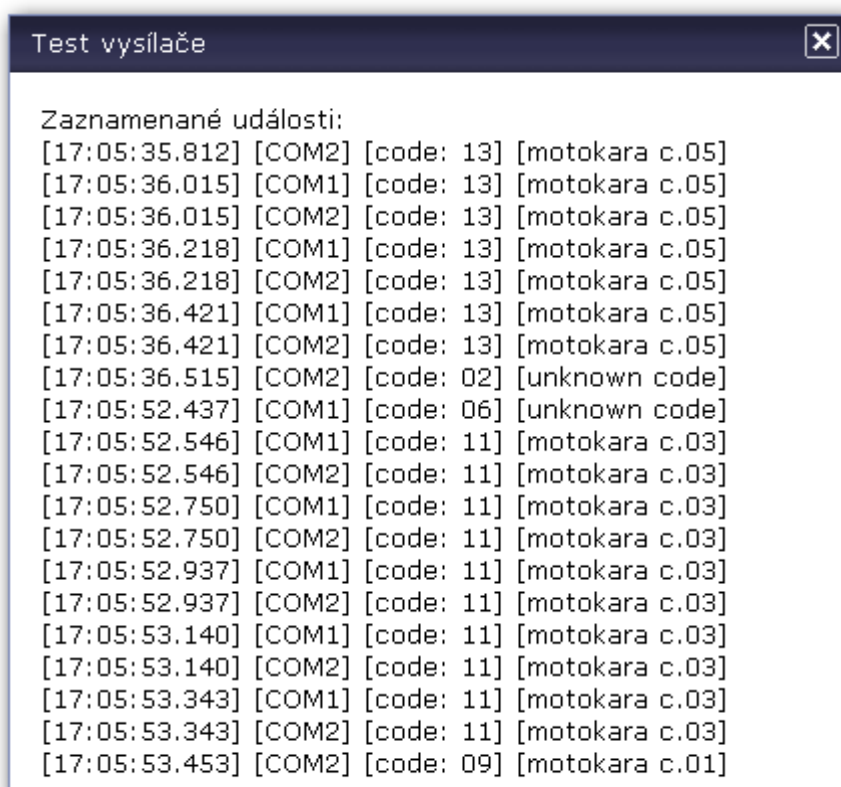 Test vysílače
Zaznamenané události:
[17:05:35.812] [COM2] [code: 13] [motokara c.05]
[17:05:36.015] [COM1] [code: 13] [motokara c.05]
[17:05:36.015] [COM2] [code: 13] [motokara c.05]
[17:05:36.218] [COM1] [code: 13] [motokara c.05]
[17:05:36.218] [COM2] [code: 13] [motokara c.05]
[17:05:36.421] [COM1] [code: 13] [motokara c.05]
[17:05:36.421] [COM2] [code: 13] [motokara c.05]
[17:05:36.515] [COM2] [code: 02] [unknown code]
[17:05:52.437] [COM1] [code: 06] [unknown code]
[17:05:52.546] [COM1] [code: 11] [motokara c.03]
[17:05:52.546] [COM2] [code: 11] [motokara c.03]
[17:05:52.750] [COM1] [code: 11] [motokara c.03]
[17:05:52.750] [COM2] [code: 11] [motokara c.03]
[17:05:52.937] [COM1] [code: 11] [motokara c.03]
[17:05:52.937] [COM2] [code: 11] [motokara c.03]
[17:05:53.140] [COM1] [code: 11] [motokara c.03]
[17:05:53.140] [COM2] [code: 11] [motokara c.03]
[17:05:53.343] [COM1] [code: 11] [motokara c.03]
[17:05:53.343] [COM2] [code: 11] [motokara c.03]
[17:05:53.453] [COM2] [code: 09] [motokara c.01]